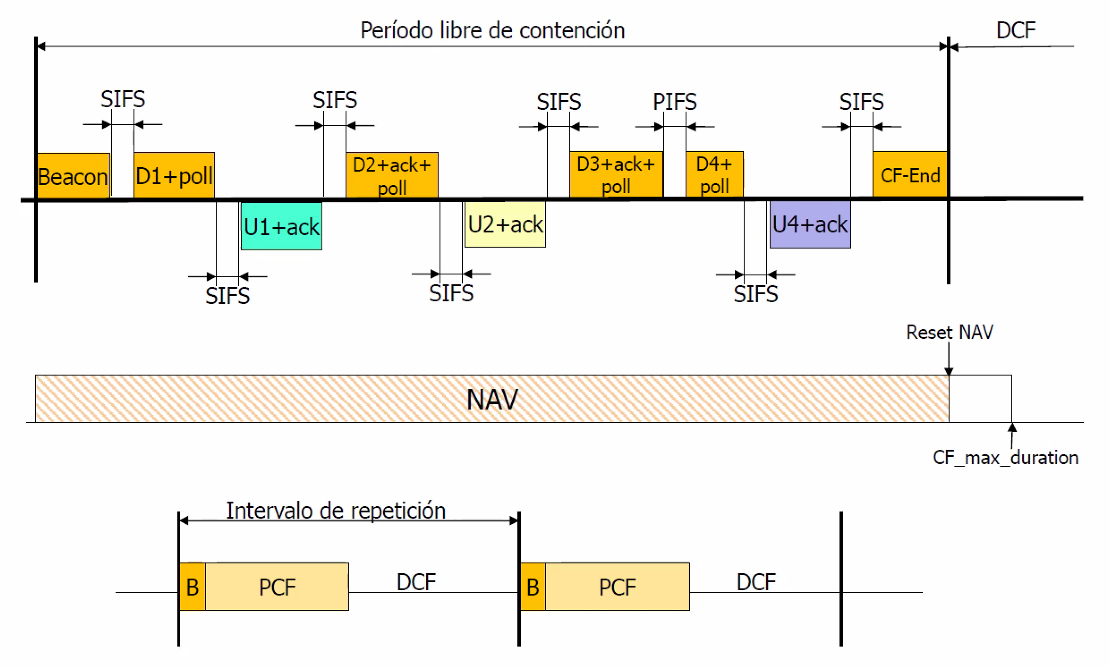 Período libre de contención
DCF
SIFS
SIFS
SIFS
PIFS
SIFS
Beacon
D1+poll
D2+ack+
poll
D3+ack+
poll
D4+
poll
CF-End
U1+ack
U2+ack
U4+ack
SIFS
SIFS
SIFS
Reset NAV
NAV
CF_max_duration
Intervalo de repetición
B
PCF
DCF
B
PCF
DCF